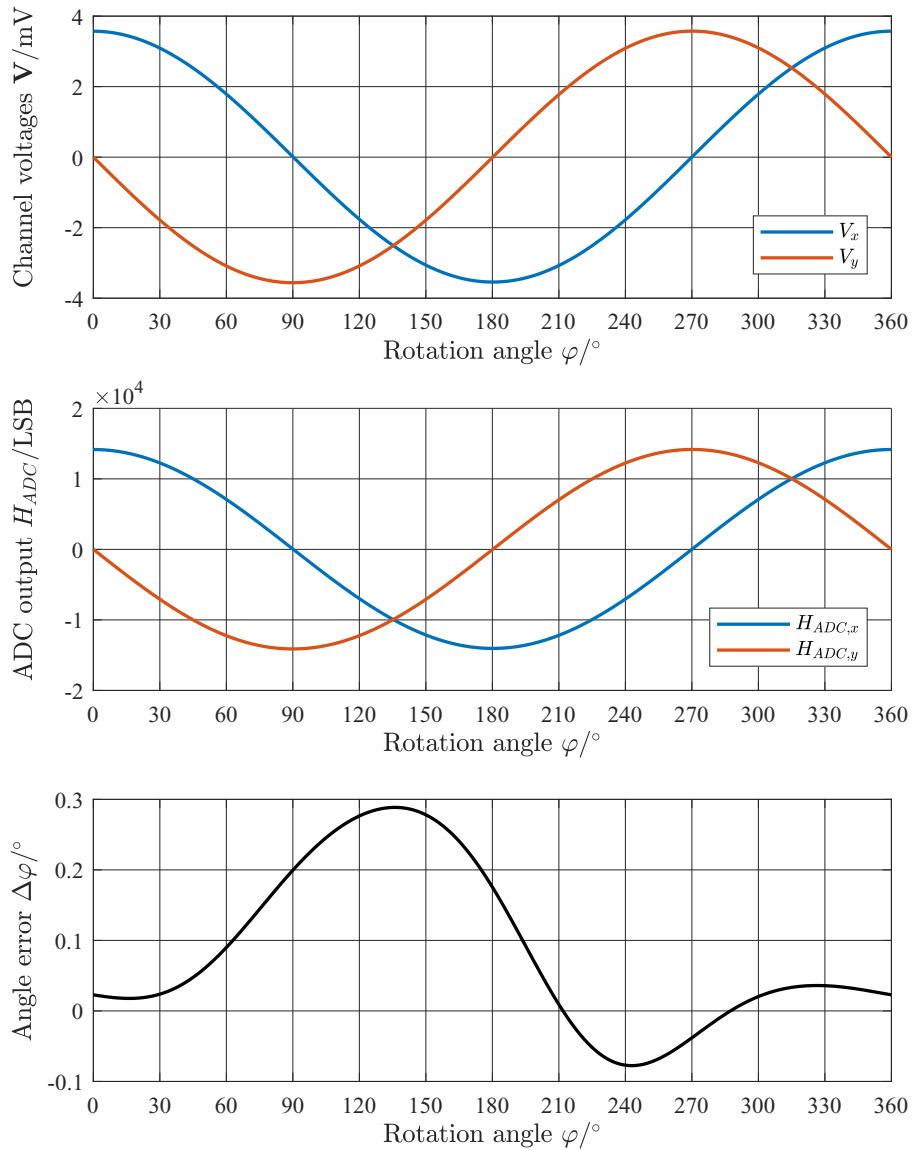 Channel voltages V/mV
4
2
0
-2
-4
V_x
V_y
0 30 60 90 120 150 180 210 240 270 300 330 360
Rotation angle φ/°
×10⁴
ADC output H_ADC/LSB
2
1
0
-1
-2
H_ADC,x
H_ADC,y
0 30 60 90 120 150 180 210 240 270 300 330 360
Rotation angle φ/°
Angle error Δφ/°
0.3
0.2
0.1
0
-0.1
0 30 60 90 120 150 180 210 240 270 300 330 360
Rotation angle φ/°